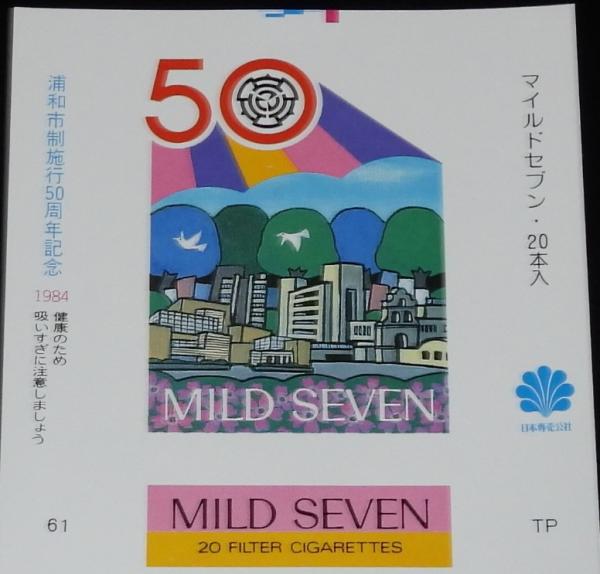 50
浦和市制施行50周年記念
1984
健康のため
吸いすぎに注意しましょう
マイルドセブン・20本入
日本専売公社
MILD SEVEN
MILD SEVEN
20 FILTER CIGARETTES
61
TP